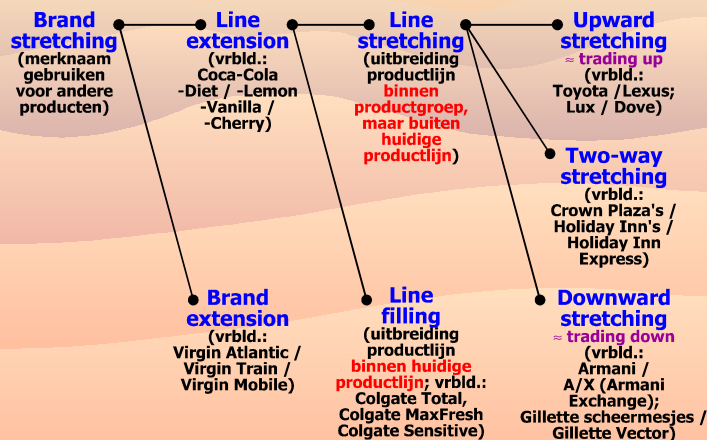 Brand
stretching
(merknaam
gebruiken
voor andere
producten)
Line
extension
(vrbld.:
Coca-Cola
-Diet / -Lemon
-Vanilla /
-Cherry)
Line
stretching
(uitbreiding
productlijn
binnen
productgroep,
maar buiten
huidige
productlijn)
Upward
stretching
≈ trading up
(vrbld.:
Toyota /Lexus;
Lux / Dove)
Two-way
stretching
(vrbld.:
Crown Plaza's /
Holiday Inn's /
Holiday Inn
Express)
Brand
extension
(vrbld.:
Virgin Atlantic /
Virgin Train /
Virgin Mobile)
Line
filling
(uitbreiding
productlijn
binnen huidige
productlijn; vrbld.:
Colgate Total,
Colgate MaxFresh
Colgate Sensitive)
Downward
stretching
≈ trading down
(vrbld.:
Armani /
A/X (Armani
Exchange);
Gillette scheermesjes /
Gillette Vector)